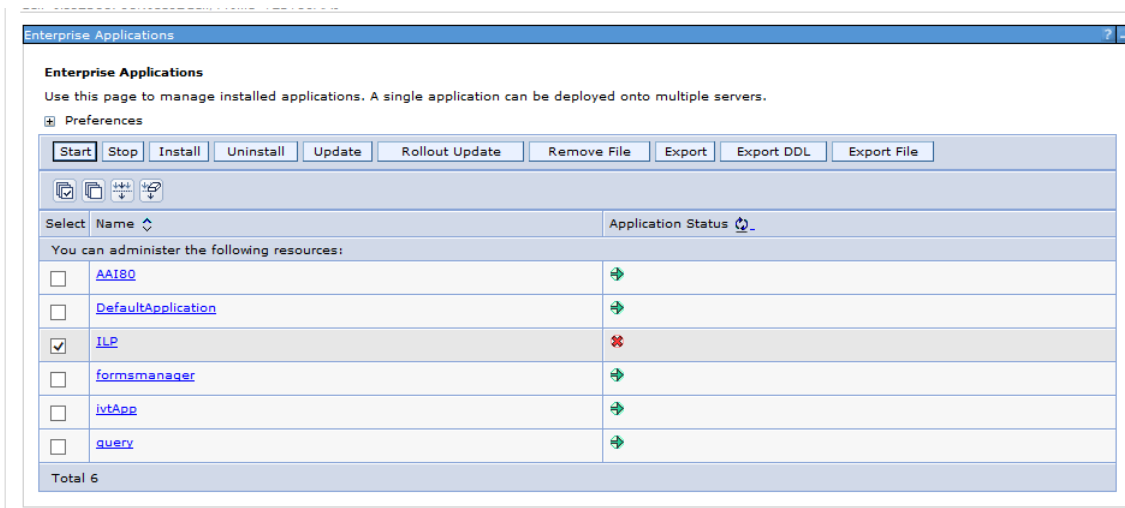 Enterprise Applications ?
Enterprise Applications
Use this page to manage installed applications. A single application can be deployed onto multiple servers.
Preferences
Start Stop Install Uninstall Update Rollout Update Remove File Export Export DDL Export File
Select Name Application Status
You can administer the following resources:
AAI80
DefaultApplication
ILP
formsmanager
ivtApp
query
Total 6